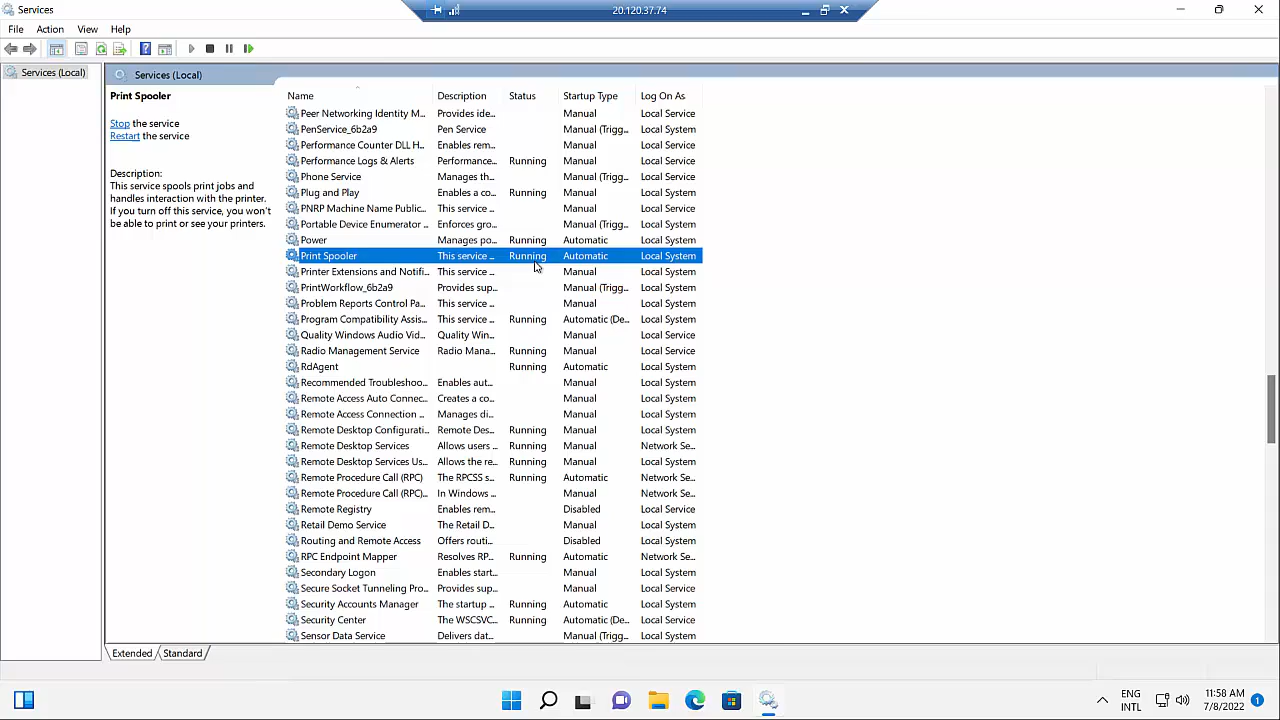 Services
20.120.37.74
File Action View Help
Services (Local)
Services (Local)
Print Spooler
Stop the service
Restart the service
Description:
This service spools print jobs and
handles interaction with the printer.
If you turn off this service, you won't
be able to print or see your printers.
Name Description Status Startup Type Log On As
Peer Networking Identity M... Provides ide... Manual Local Service
PenService_6b2a9 Pen Service Manual (Trigg... Local System
Performance Counter DLL H... Enables rem... Manual Local Service
Performance Logs & Alerts Performance... Running Manual Local Service
Phone Service Manages th... Manual (Trigg... Local Service
Plug and Play Enables a co... Running Manual Local System
PNRP Machine Name Public... This service ... Manual Local Service
Portable Device Enumerator ... Enforces gro... Manual (Trigg... Local System
Power Manages po... Running Automatic Local System
Print Spooler This service ... Running Automatic Local System
Printer Extensions and Notifi... This service ... Manual Local System
PrintWorkflow_6b2a9 Provides sup... Manual (Trigg... Local System
Problem Reports Control Pa... This service ... Manual Local System
Program Compatibility Assis... This service ... Running Automatic (De... Local System
Quality Windows Audio Vid... Quality Win... Manual Local Service
Radio Management Service Radio Mana... Running Manual Local Service
RdAgent Running Automatic Local System
Recommended Troubleshoo... Enables aut... Manual Local System
Remote Access Auto Connec... Creates a co... Manual Local System
Remote Access Connection ... Manages di... Manual Local System
Remote Desktop Configurati... Remote Des... Running Manual Local System
Remote Desktop Services Allows users ... Running Manual Network Se...
Remote Desktop Services Us... Allows the re... Running Manual Local System
Remote Procedure Call (RPC) The RPCSS s... Running Automatic Network Se...
Remote Procedure Call (RPC)... In Windows ... Manual Network Se...
Remote Registry Enables rem... Disabled Local Service
Retail Demo Service The Retail D... Manual Local System
Routing and Remote Access Offers routi... Disabled Local System
RPC Endpoint Mapper Resolves RP... Running Automatic Network Se...
Secondary Logon Enables start... Manual Local System
Secure Socket Tunneling Pro... Provides sup... Manual Local Service
Security Accounts Manager The startup ... Running Automatic Local System
Security Center The WSCSVC... Running Automatic (De... Local Service
Sensor Data Service Delivers dat... Manual (Trigg... Local System
Extended Standard
ENG
INTL
11:58 AM
7/8/2022
1